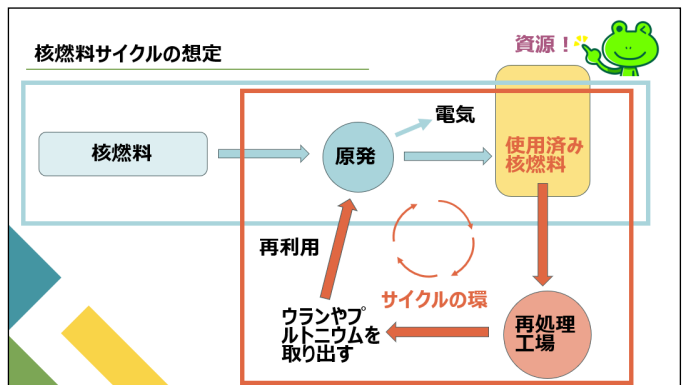 核燃料サイクルの想定
資源！
電気
核燃料
原発
使用済み
核燃料
再利用
サイクルの環
ウランやプ
ルトニウムを
取り出す
再処理
工場